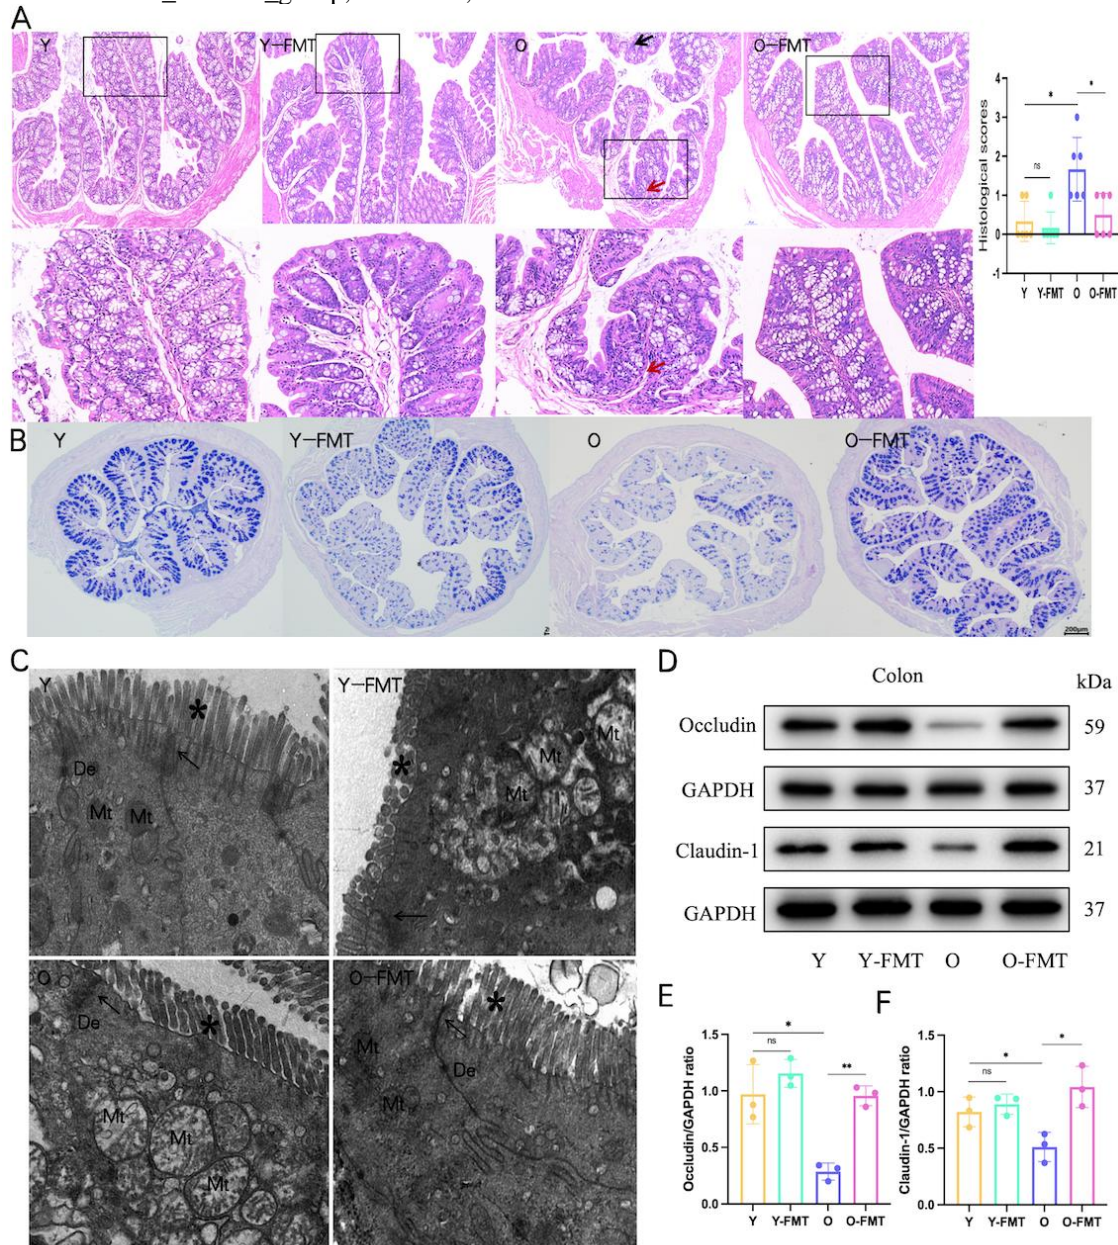 A
Y
Y-FMT
O
O-FMT
Histological scores
4
3
2
1
0
-1
*
*
ns
Y Y-FMT O O-FMT
B
Y
Y-FMT
O
O-FMT
200μm
C
Y
*
De
Mt
Mt
Y-FMT
*
Mt
Mt
Mt
O
De
*
Mt
Mt
Mt
O-FMT
*
Mt
De
Mt
D
Colon
kDa
Occludin 59
GAPDH 37
Claudin-1 21
GAPDH 37
Y Y-FMT O O-FMT
E
Occludin/GAPDH ratio
1.5
1.0
0.5
0.0
*
ns
**
Y Y-FMT O O-FMT
F
Claudin-1/GAPDH ratio
1.5
1.0
0.5
0.0
*
*
ns
Y Y-FMT O O-FMT